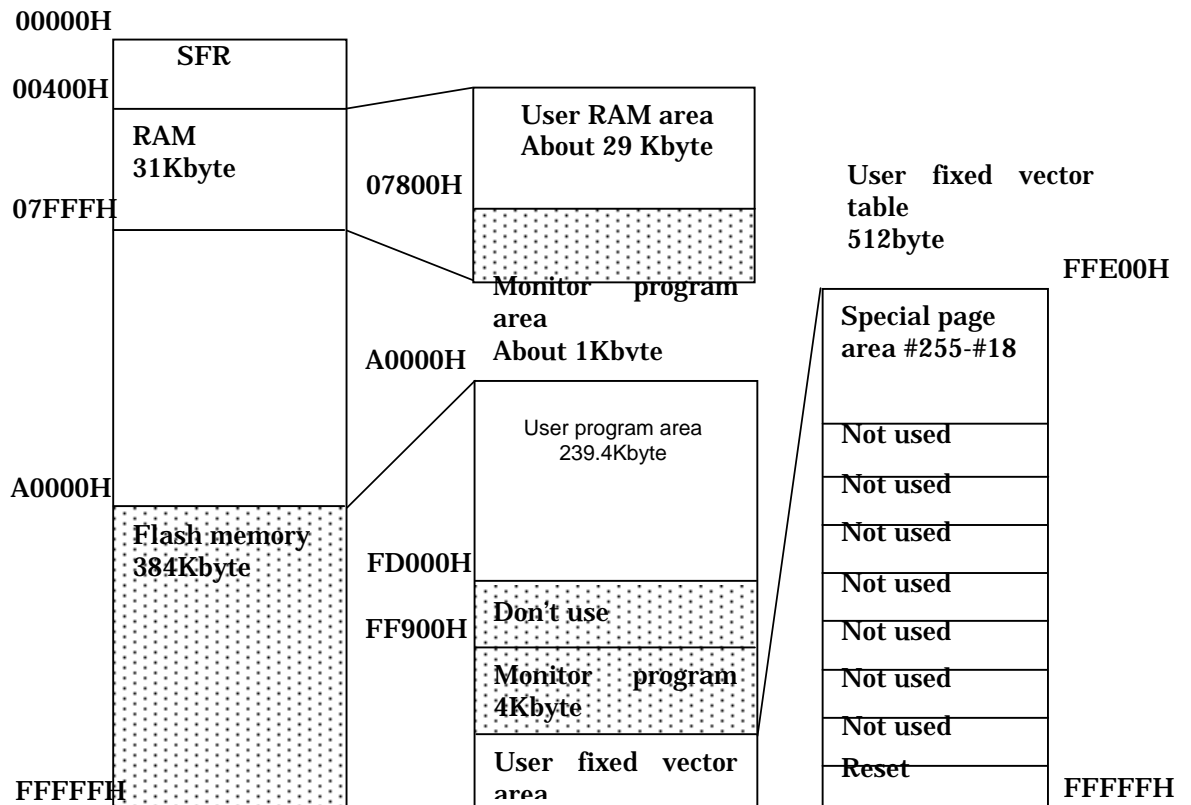 00000H
SFR
00400H
RAM
31Kbyte
07FFFH
A0000H
Flash memory
384Kbyte
FFFFFH
User RAM area
About 29 Kbyte
07800H
Monitor program
area
About 1Kbyte
A0000H
User program area
239.4Kbyte
FD000H
Don't use
FF900H
Monitor program
4Kbyte
User fixed vector
area
User fixed vector
table
512byte
FFE00H
Special page
area #255-#18
Not used
Not used
Not used
Not used
Not used
Not used
Not used
Reset
FFFFFH